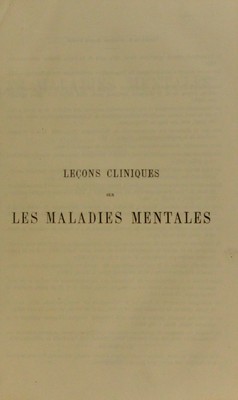 LEÇONS CLINIQUES
SUR
LES MALADIES MENTALES